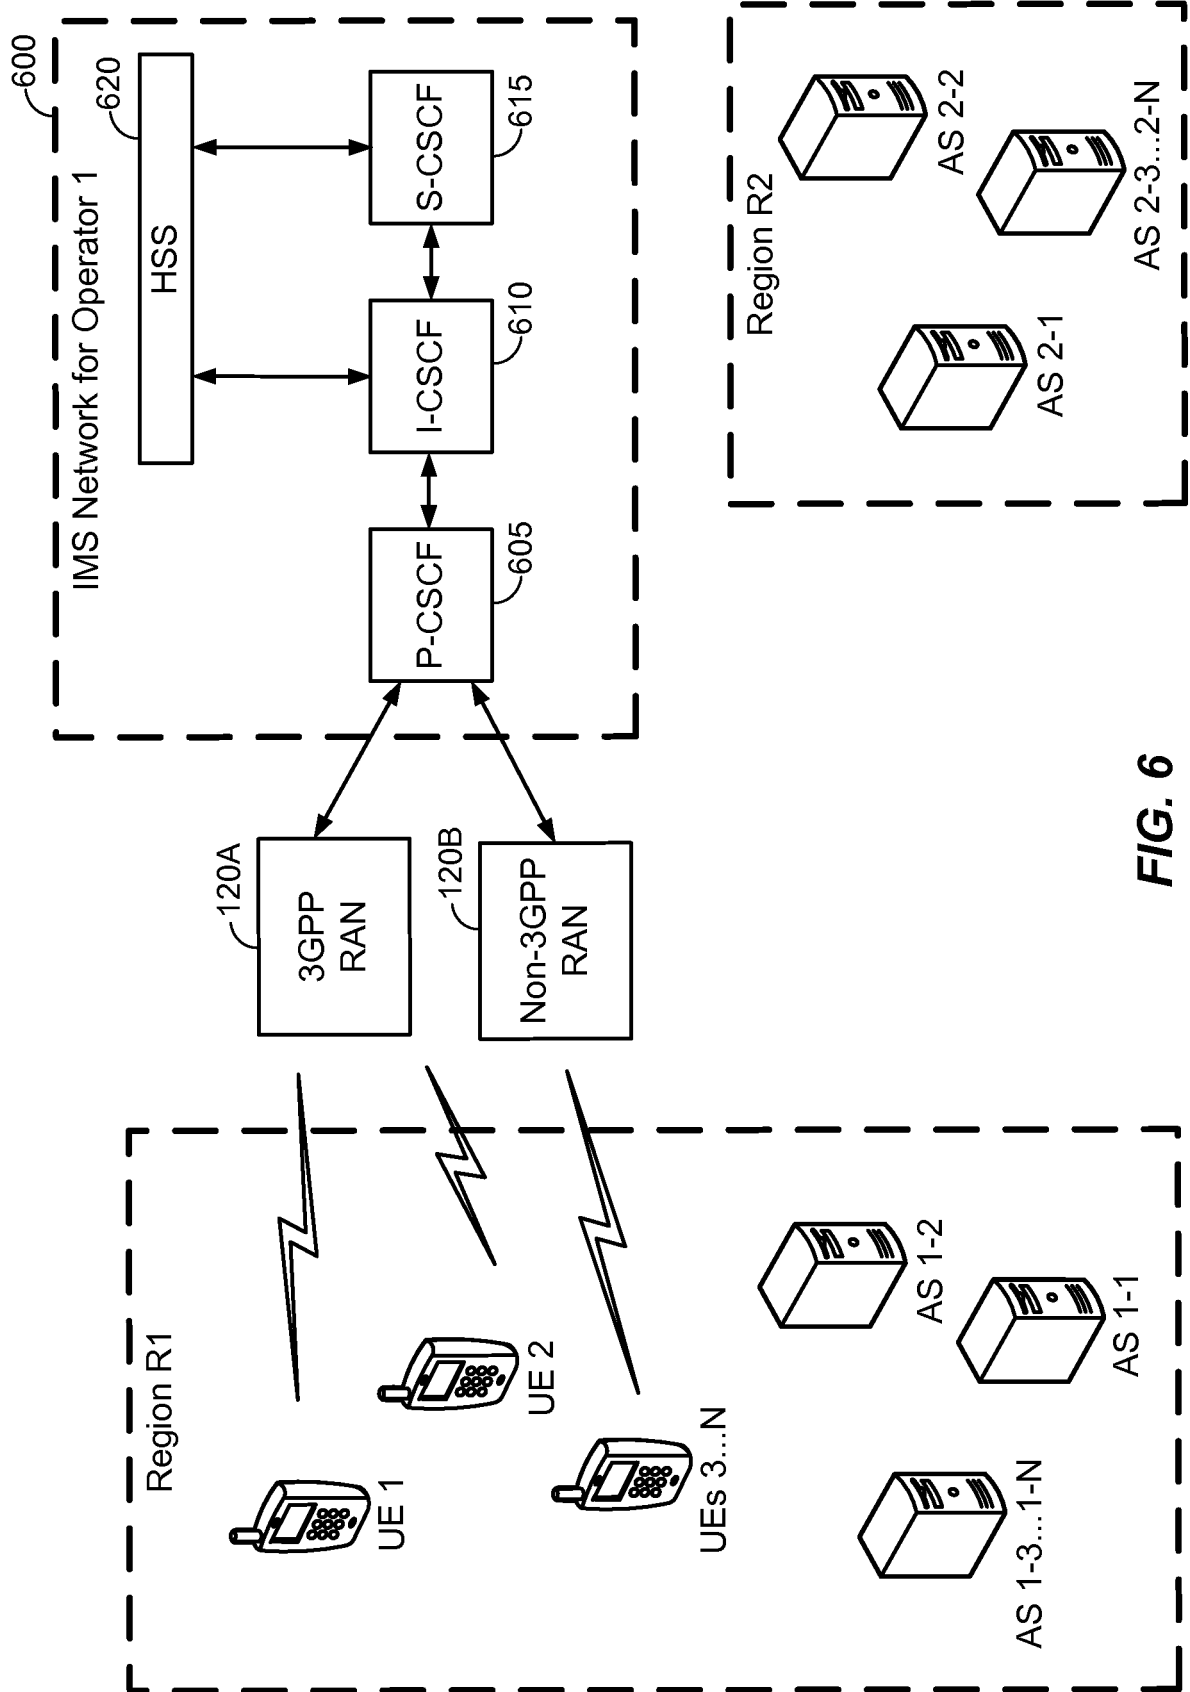 600
IMS Network for Operator 1
620
HSS
P-CSCF
605
I-CSCF
610
S-CSCF
615
120A
3GPP
RAN
120B
Non-3GPP
RAN
Region R1
UE 1
UE 2
UEs 3...N
AS 1-2
AS 1-1
AS 1-3...1-N
Region R2
AS 2-2
AS 2-1
AS 2-3...2-N
FIG. 6